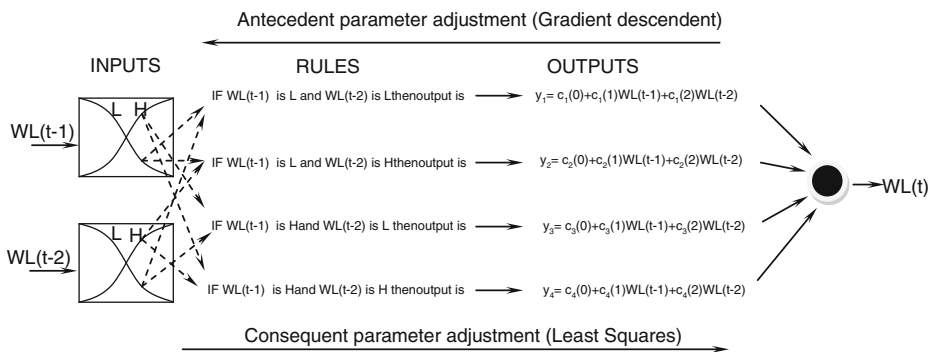 Antecedent parameter adjustment (Gradient descendent)
INPUTS RULES OUTPUTS
L H
WL(t-1)
IF WL(t-1) is L and WL(t-2) is Lthenoutput is y₁= c₁(0)+c₁(1)WL(t-1)+c₁(2)WL(t-2)
IF WL(t-1) is L and WL(t-2) is Hthenoutput is y₂= c₂(0)+c₂(1)WL(t-1)+c₂(2)WL(t-2)
WL(t)
L H
WL(t-2)
IF WL(t-1) is Hand WL(t-2) is L thenoutput is y₃= c₃(0)+c₃(1)WL(t-1)+c₃(2)WL(t-2)
IF WL(t-1) is Hand WL(t-2) is H thenoutput is y₄= c₄(0)+c₄(1)WL(t-1)+c₄(2)WL(t-2)
Consequent parameter adjustment (Least Squares)